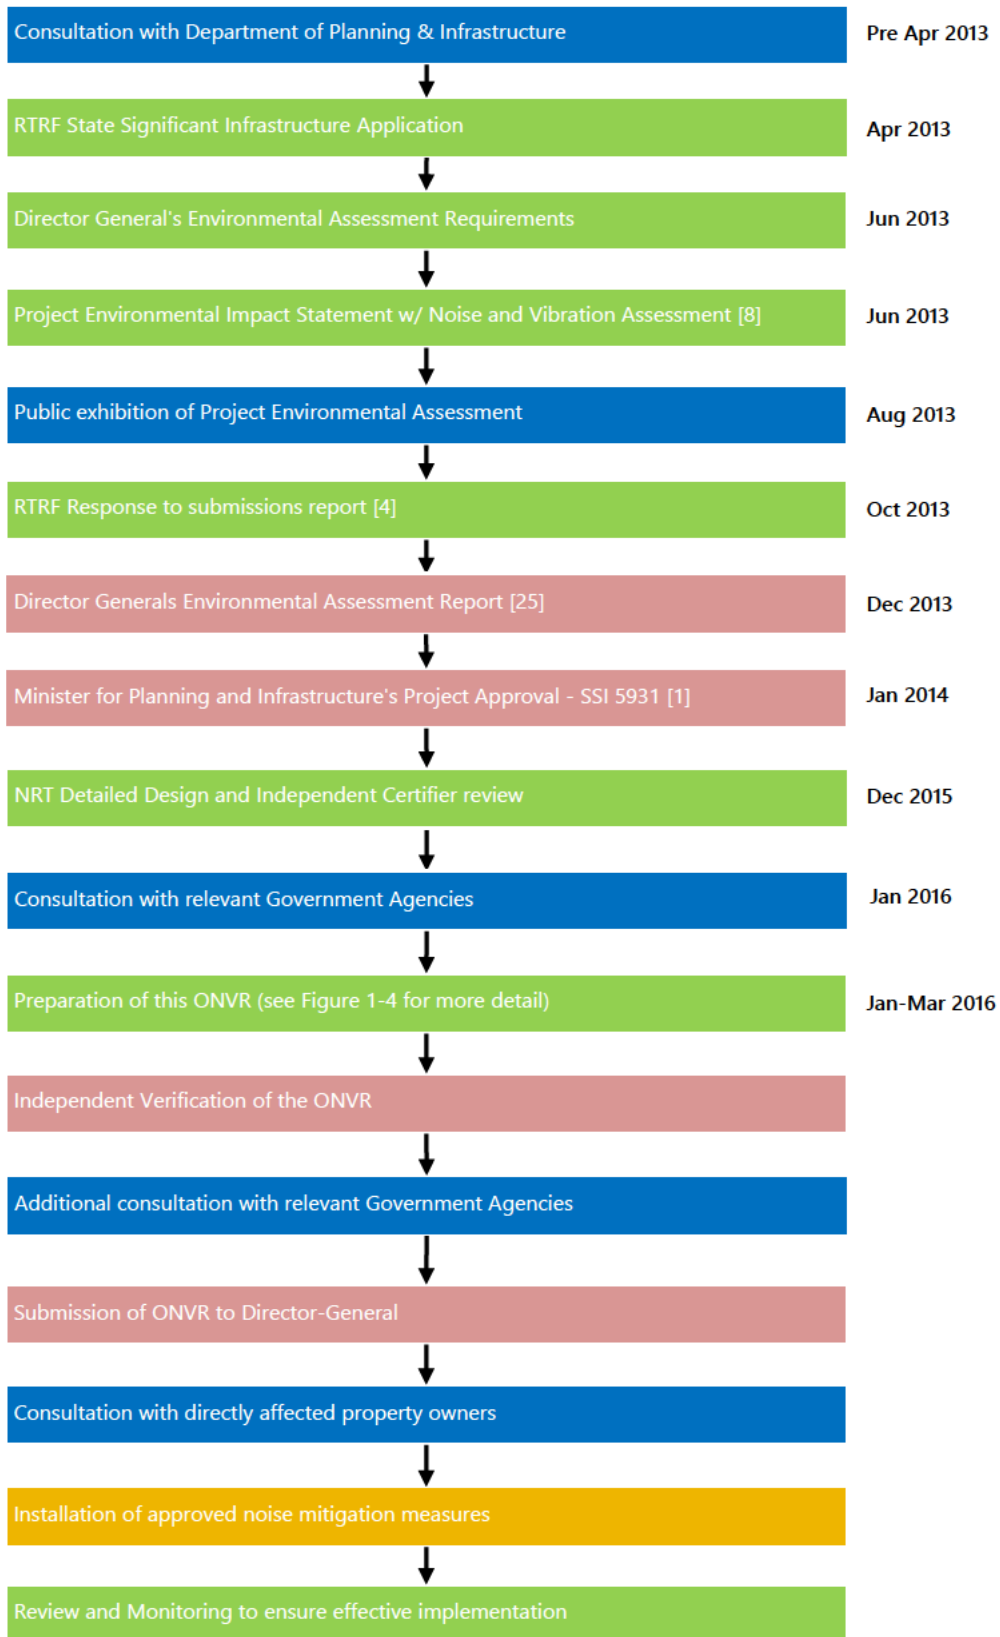 Consultation with Department of Planning & Infrastructure Pre Apr 2013
RTRF State Significant Infrastructure Application Apr 2013
Director General's Environmental Assessment Requirements Jun 2013
Project Environmental Impact Statement w/ Noise and Vibration Assessment [8] Jun 2013
Public exhibition of Project Environmental Assessment Aug 2013
RTRF Response to submissions report [4] Oct 2013
Director Generals Environmental Assessment Report [25] Dec 2013
Minister for Planning and Infrastructure's Project Approval - SSI 5931 [1] Jan 2014
NRT Detailed Design and Independent Certifier review Dec 2015
Consultation with relevant Government Agencies Jan 2016
Preparation of this ONVR (see Figure 1-4 for more detail) Jan-Mar 2016
Independent Verification of the ONVR
Additional consultation with relevant Government Agencies
Submission of ONVR to Director-General
Consultation with directly affected property owners
Installation of approved noise mitigation measures
Review and Monitoring to ensure effective implementation